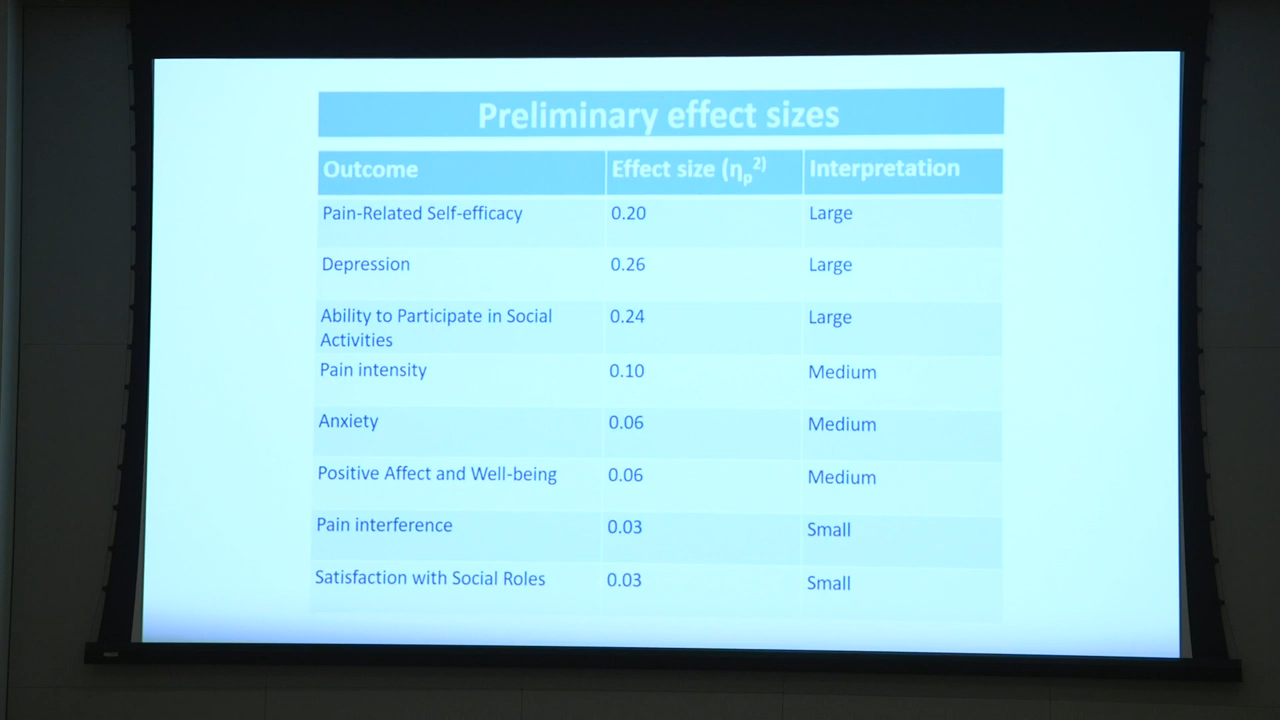 Preliminary effect sizes
Outcome Effect size (ηp²) Interpretation
Pain-Related Self-efficacy 0.20 Large
Depression 0.26 Large
Ability to Participate in Social Activities 0.24 Large
Pain intensity 0.10 Medium
Anxiety 0.06 Medium
Positive Affect and Well-being 0.06 Medium
Pain interference 0.03 Small
Satisfaction with Social Roles 0.03 Small